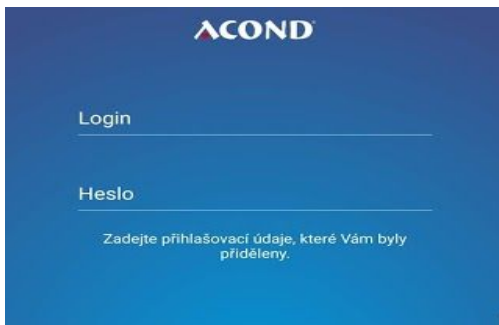 ACOND
Login
Heslo
Zadejte přihlašovací údaje, které Vám byly
přiděleny.